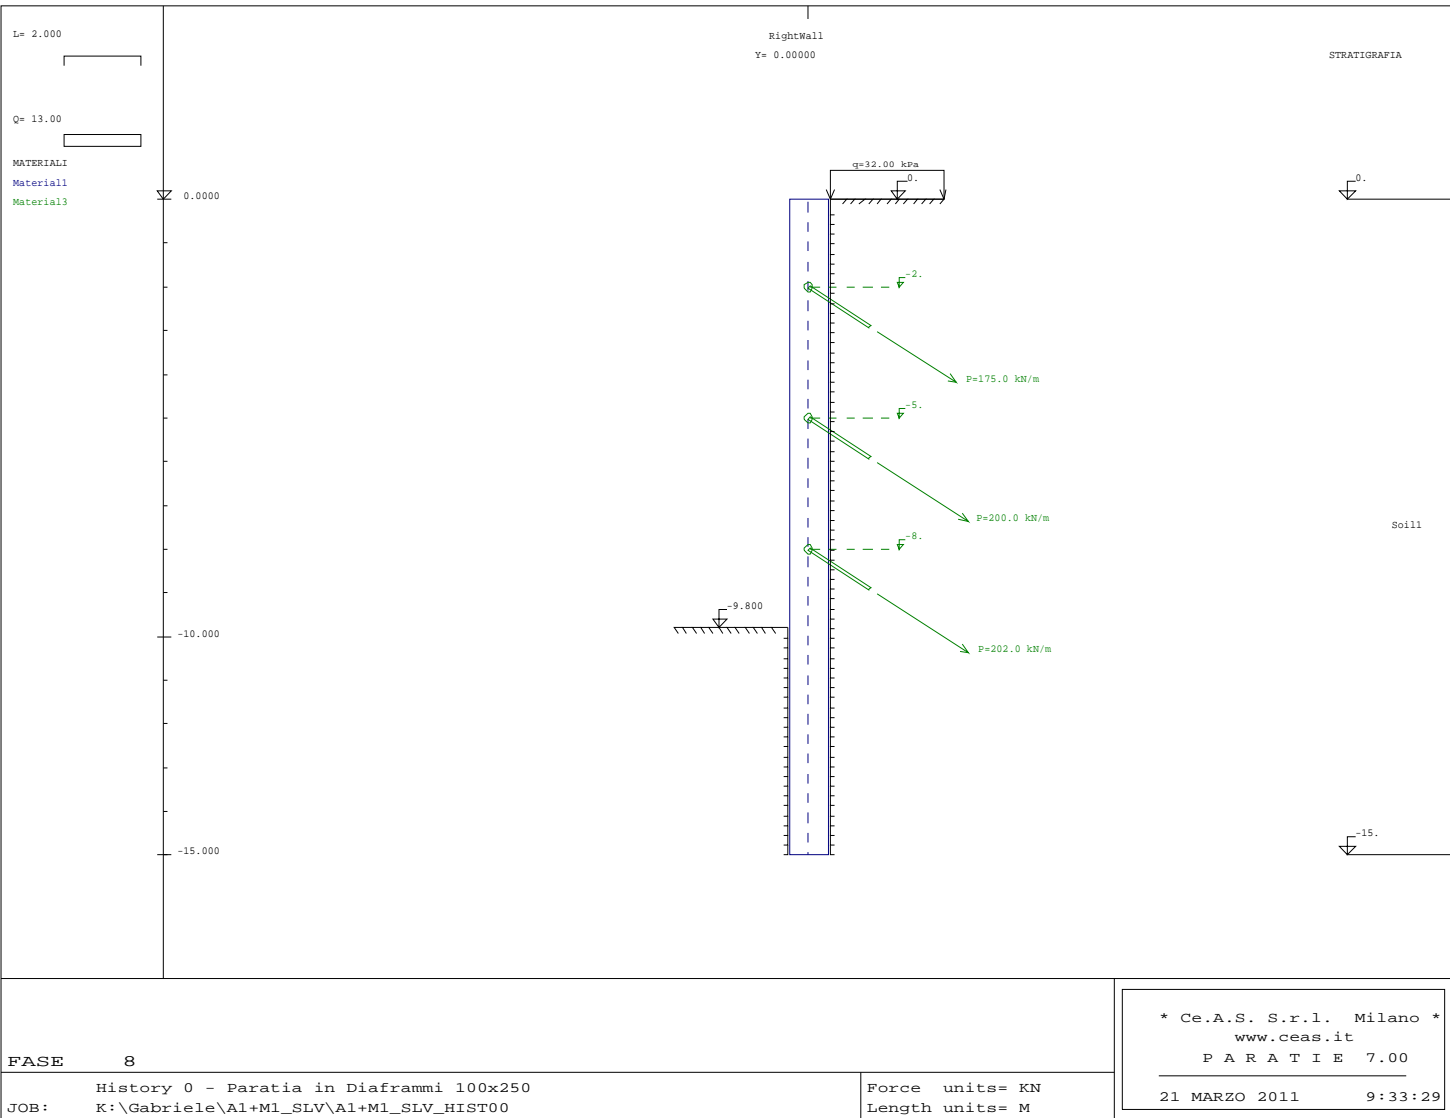 L= 2.000
RightWall
Y= 0.00000
STRATIGRAFIA
Q= 13.00
MATERIALI
Material1
Material3
q=32.00 kPa
0.
0.
0.0000
-2.
P=175.0 kN/m
-5.
P=200.0 kN/m
Soil1
-8.
-9.800
-10.000
P=202.0 kN/m
-15.
-15.000
* Ce.A.S. S.r.l. Milano *
www.ceas.it
P A R A T I E 7.00
21 MARZO 2011 9:33:29
FASE 8
History 0 - Paratia in Diaframmi 100x250
JOB: K:\Gabriele\A1+M1_SLV\A1+M1_SLV_HIST00
Force units= KN
Length units= M